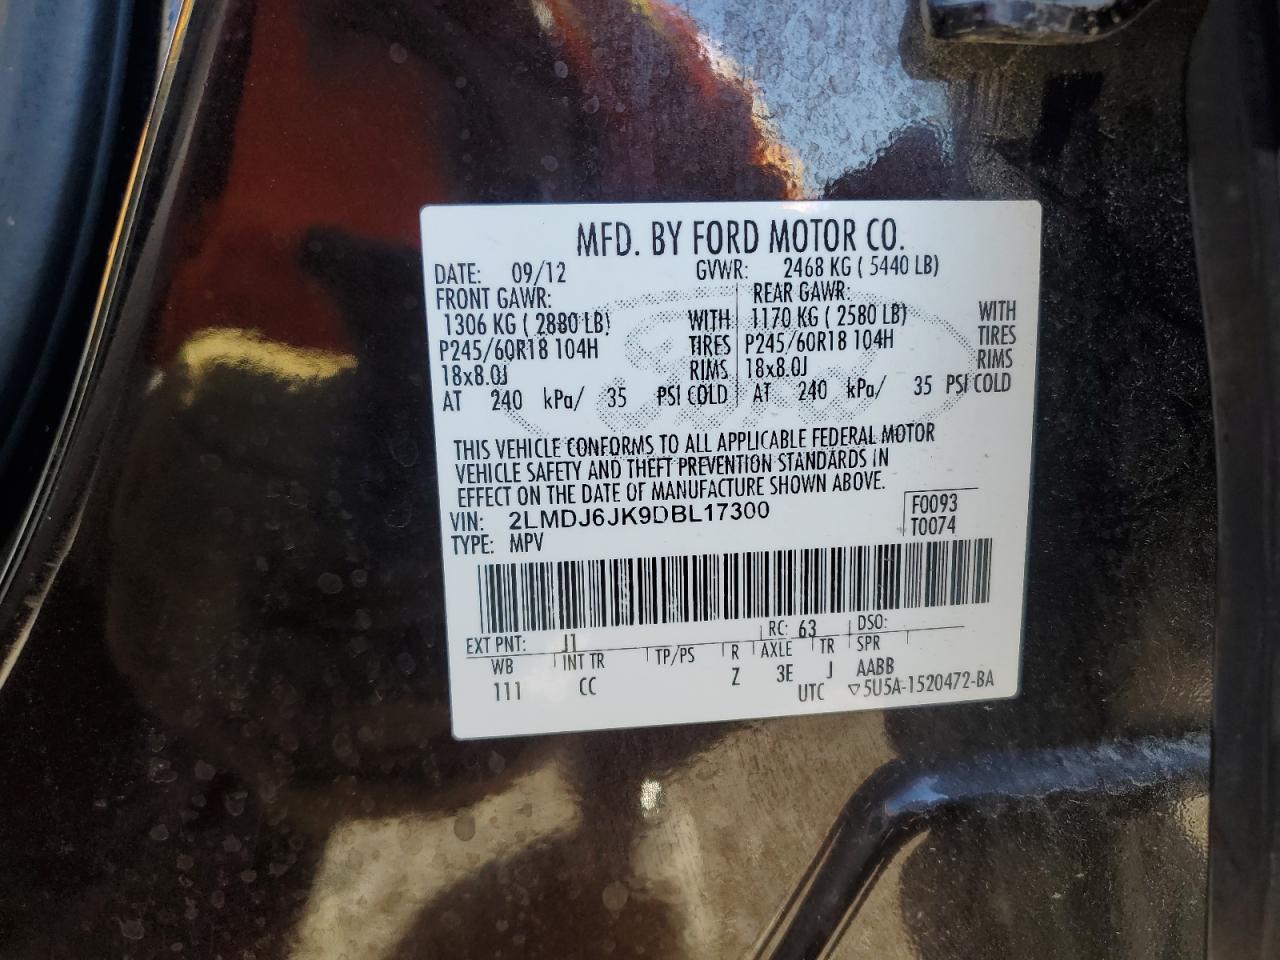 MFD. BY FORD MOTOR CO.
DATE: 09/12 GVWR: 2468 KG ( 5440 LB)
FRONT GAWR: REAR GAWR:
1306 KG ( 2880 LB) WITH 1170 KG ( 2580 LB) WITH
P245/60R18 104H TIRES P245/60R18 104H TIRES
18x8.0J RIMS 18x8.0J RIMS
AT 240 kPa/ 35 PSI COLD AT 240 kPa/ 35 PSI COLD
THIS VEHICLE CONFORMS TO ALL APPLICABLE FEDERAL MOTOR
VEHICLE SAFETY AND THEFT PREVENTION STANDARDS IN
EFFECT ON THE DATE OF MANUFACTURE SHOWN ABOVE.
VIN: 2LMDJ6JK9DBL17300 F0093
TYPE: MPV T0074
EXT PNT: J1 RC: 63 DSO:
WB INT TR TP/PS R AXLE TR SPR
111 CC Z 3E J AABB
UTC ▽5U5A-1520472-BA